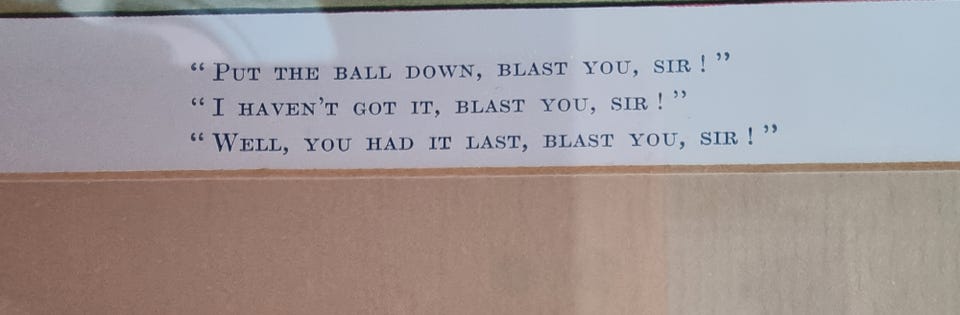 “Put the ball down, blast you, sir!”
“I haven’t got it, blast you, sir!”
“Well, you had it last, blast you, sir!”